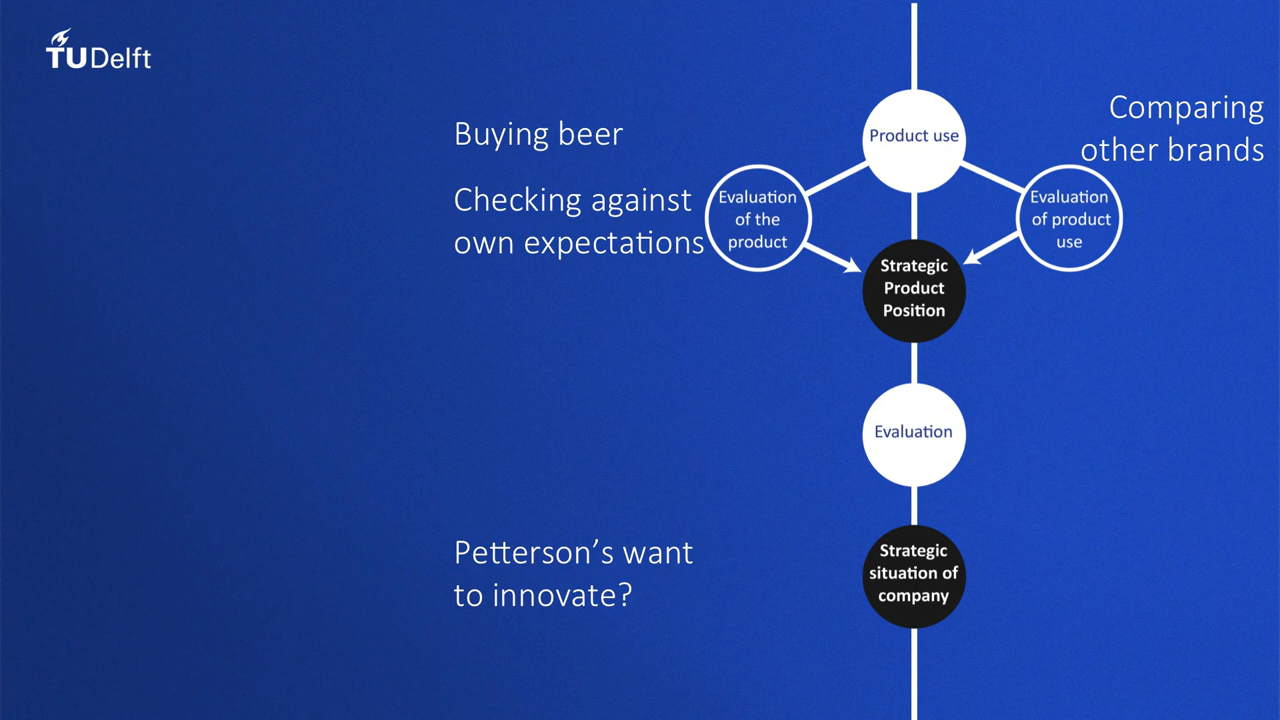 TUDelft
Comparing
other brands
Buying beer
Product use
Checking against
own expectations
Evaluation
of the
product
Evaluation
of product
use
Strategic
Product
Position
Evaluation
Petterson’s want
to innovate?
Strategic
situation of
company